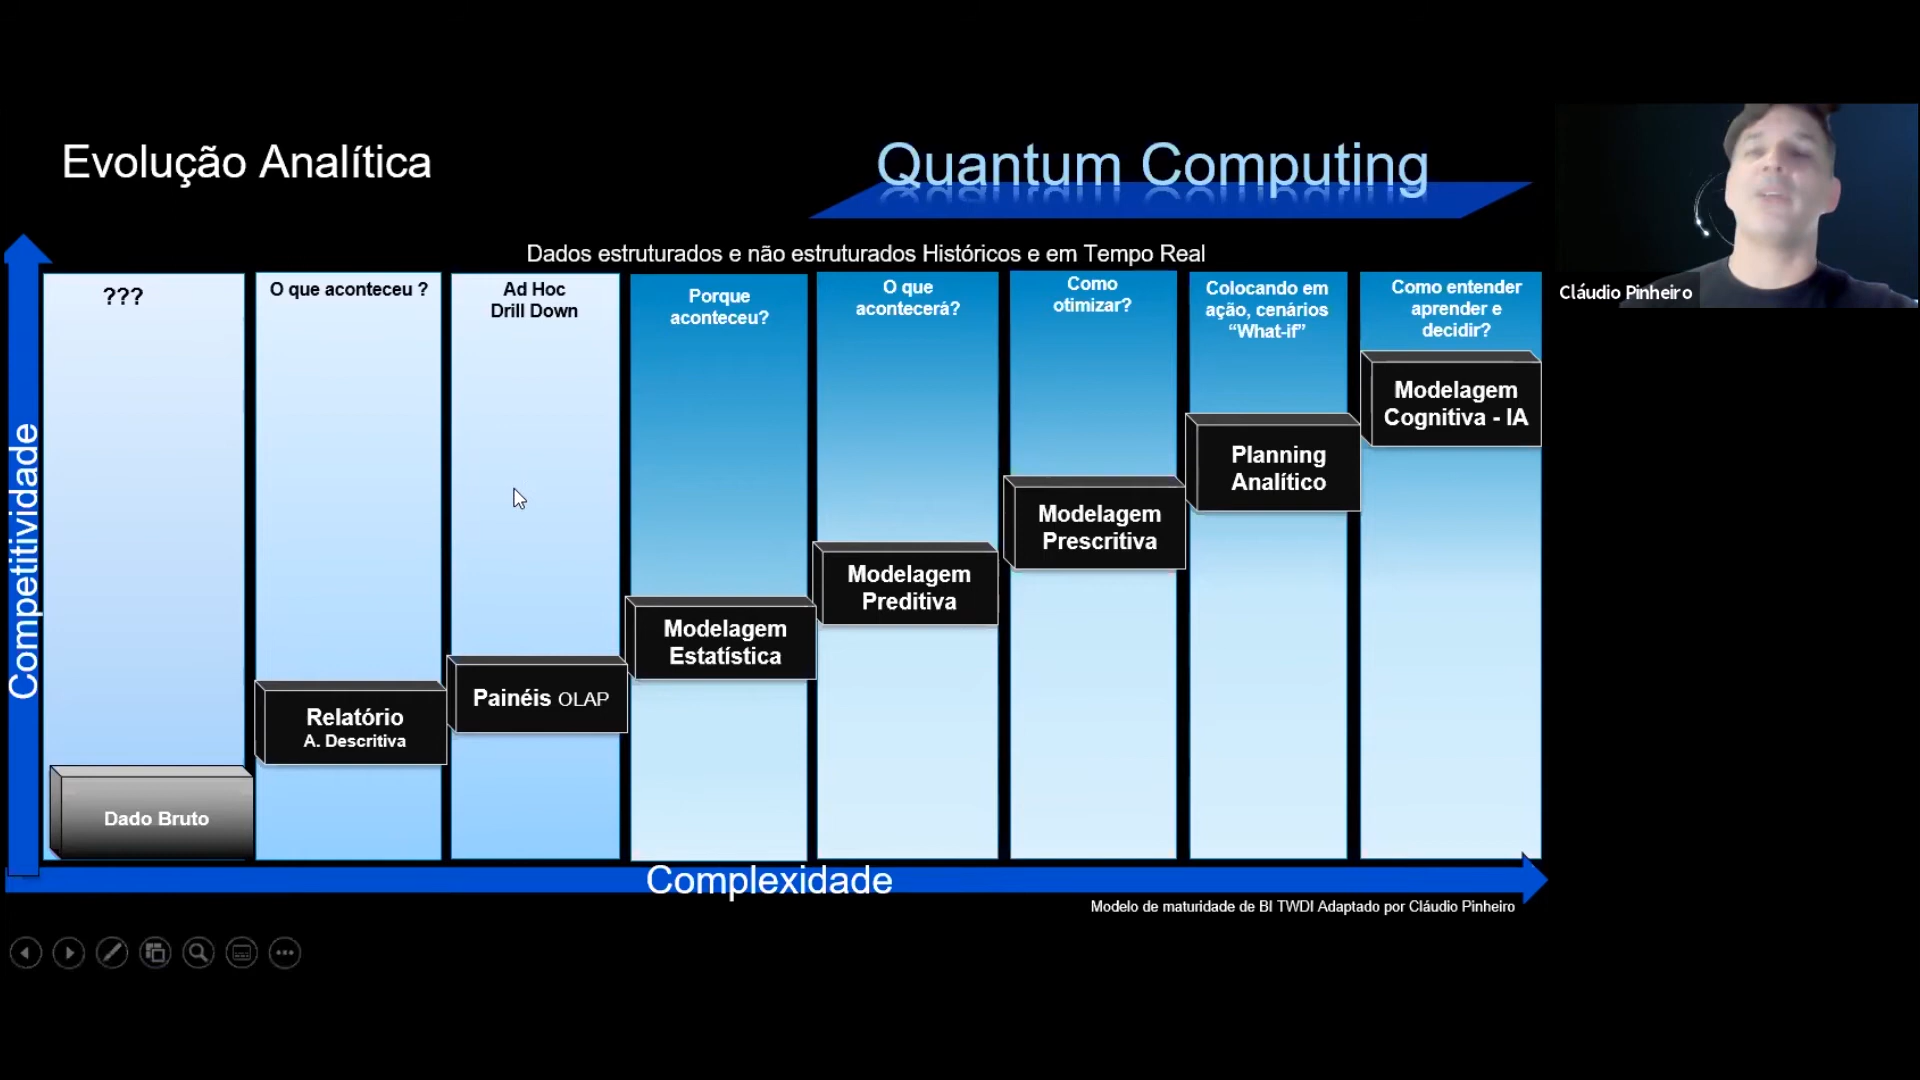 Evolução Analítica
Quantum Computing
Dados estruturados e não estruturados Históricos e em Tempo Real
Cláudio Pinheiro
???
O que aconteceu ?
Ad Hoc
Drill Down
Porque
aconteceu?
O que
acontecerá?
Como
otimizar?
Colocando em
ação, cenários
“What-if”
Como entender
aprender e
decidir?
Dado Bruto
Relatório
A. Descritiva
Painéis OLAP
Modelagem
Estatística
Modelagem
Preditiva
Modelagem
Prescritiva
Planning
Analítico
Modelagem
Cognitiva - IA
Competitividade
Complexidade
Modelo de maturidade de BI TWDI Adaptado por Cláudio Pinheiro